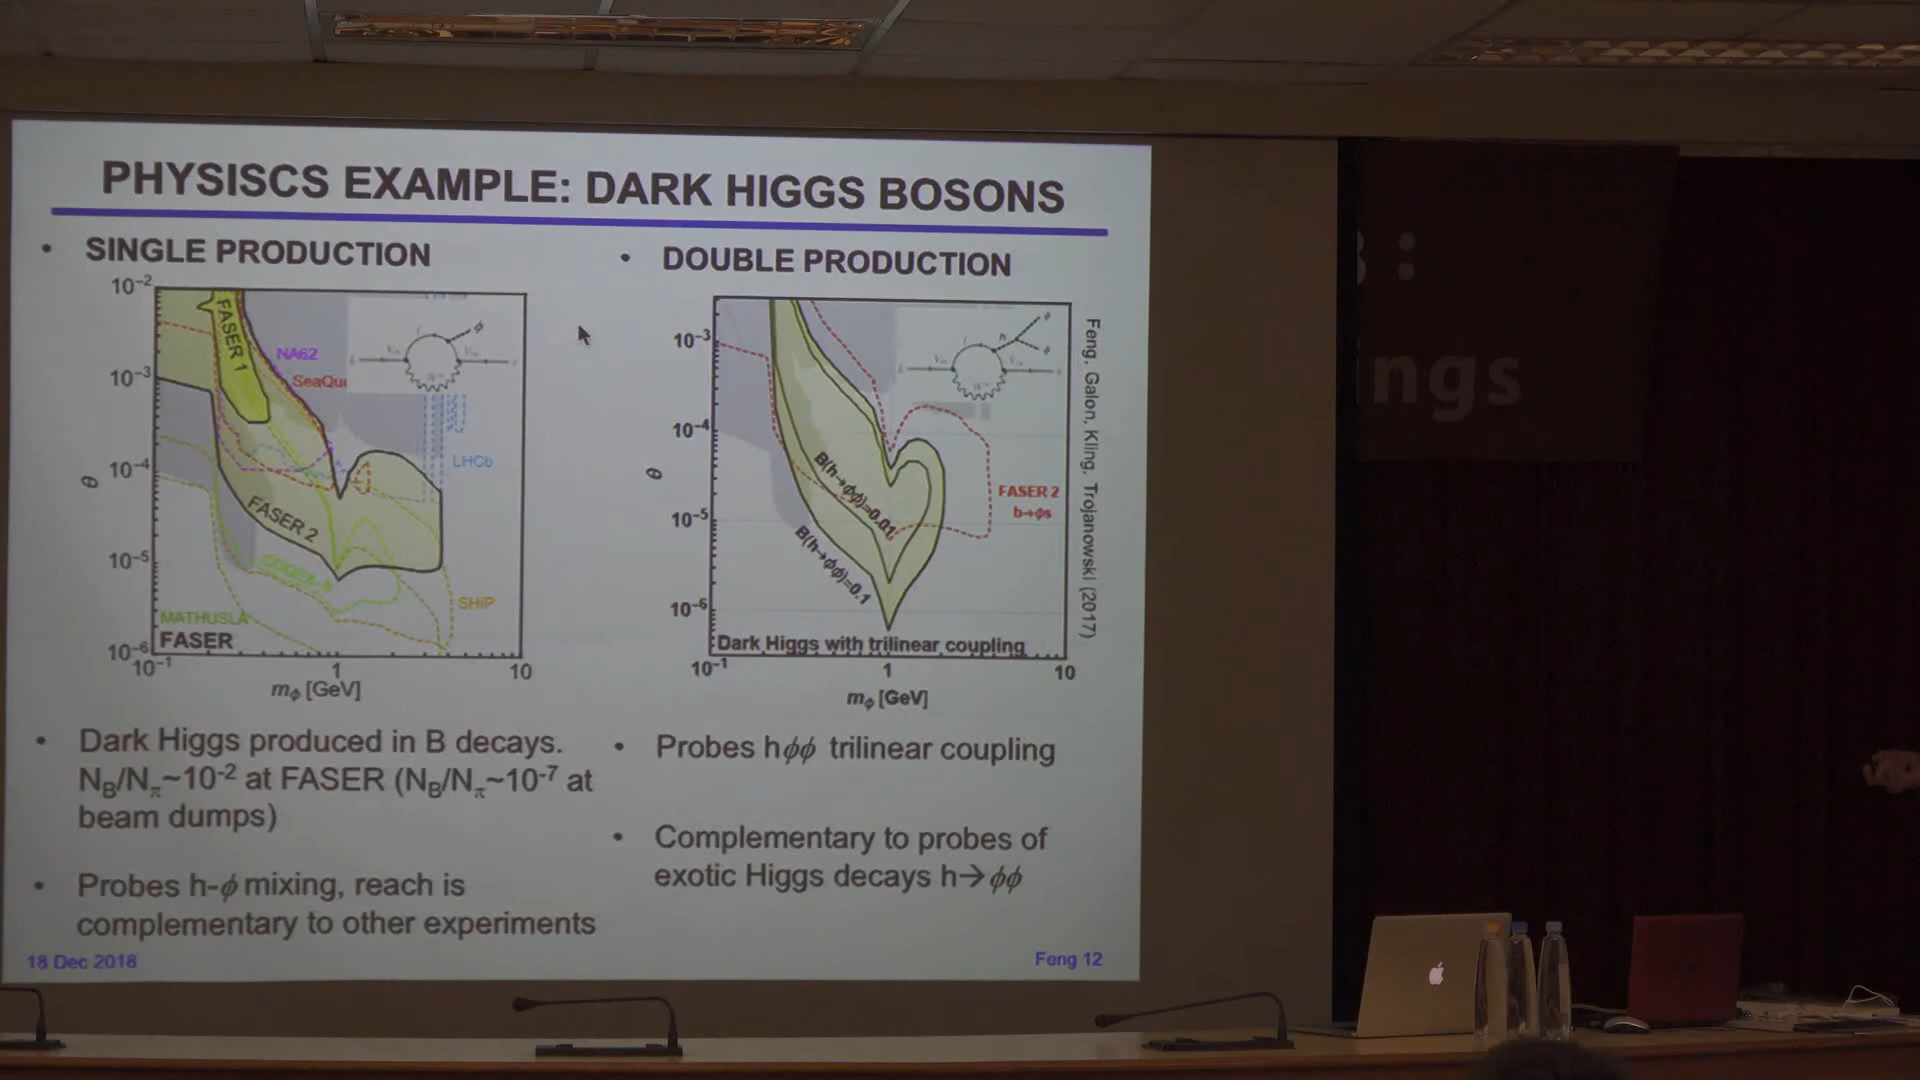 PHYSISCS EXAMPLE: DARK HIGGS BOSONS
• SINGLE PRODUCTION
10⁻²
10⁻³
10⁻⁴
10⁻⁵
10⁻⁶
θ
FASER 1
NA62
SeaQu
LHCb
FASER 2
SHiP
MATHUSLA
FASER
10⁻¹
1
10
mϕ [GeV]
• DOUBLE PRODUCTION
10⁻³
10⁻⁴
10⁻⁵
10⁻⁶
θ
ϕ
h
ϕ
B(h→ϕϕ)=0.01
B(h→ϕϕ)=0.1
FASER 2
b→ϕs
Dark Higgs with trilinear coupling
10⁻¹
1
10
mϕ [GeV]
Feng, Galon, Kling, Trojanowski (2017)
• Dark Higgs produced in B decays.
N_B/N_π~10⁻² at FASER (N_B/N_π~10⁻⁷ at
beam dumps)
• Probes h-ϕ mixing, reach is
complementary to other experiments
• Probes hϕϕ trilinear coupling
• Complementary to probes of
exotic Higgs decays h→ϕϕ
18 Dec 2018
Feng 12
ngs